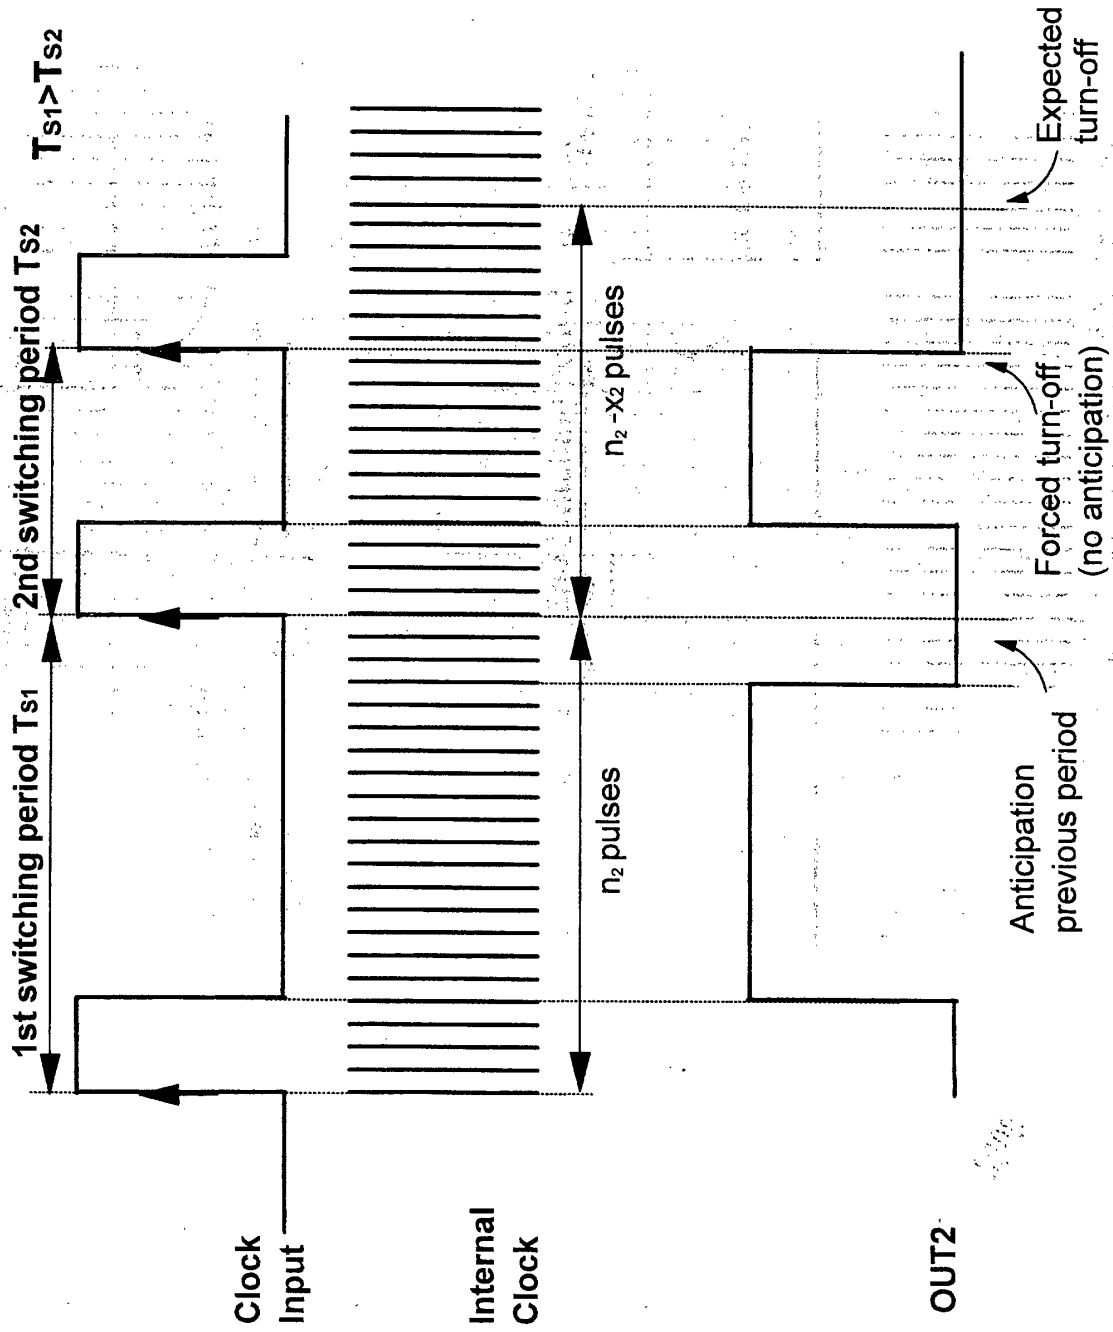 1st switching period TS1
2nd switching period TS2
TS1>TS2
Clock
Input
Internal
Clock
n2 pulses
n2 -x2 pulses
OUT2
Anticipation
previous period
Forced turn-off
(no anticipation)
Expected
turn-off